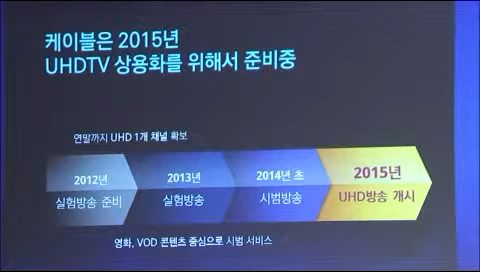 케이블은 2015년
UHDTV 상용화를 위해서 준비중
연말까지 UHD 1개 채널 확보
2012년
실험방송 준비
2013년
실험방송
2014년 초
시범방송
2015년
UHD방송 개시
영화, VOD 콘텐츠 중심으로 시범 서비스